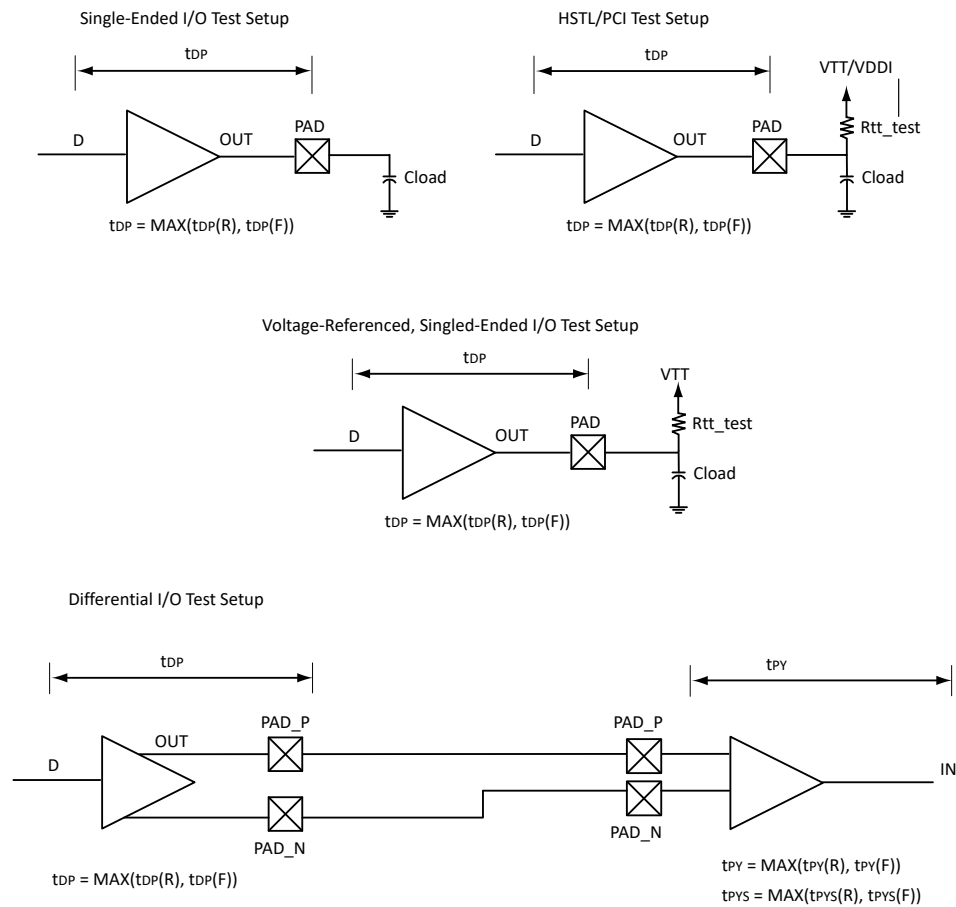 Single-Ended I/O Test Setup
tDP
D
OUT
PAD
Cload
tDP = MAX(tDP(R), tDP(F))
HSTL/PCI Test Setup
tDP
VTT/VDDI
Rtt_test
D
OUT
PAD
Cload
tDP = MAX(tDP(R), tDP(F))
Voltage-Referenced, Singled-Ended I/O Test Setup
tDP
VTT
Rtt_test
D
OUT
PAD
Cload
tDP = MAX(tDP(R), tDP(F))
Differential I/O Test Setup
tDP
tPY
D
OUT
PAD_P
PAD_P
IN
PAD_N
PAD_N
tDP = MAX(tDP(R), tDP(F))
tPY = MAX(tPY(R), tPY(F))
tPYS = MAX(tPYS(R), tPYS(F))